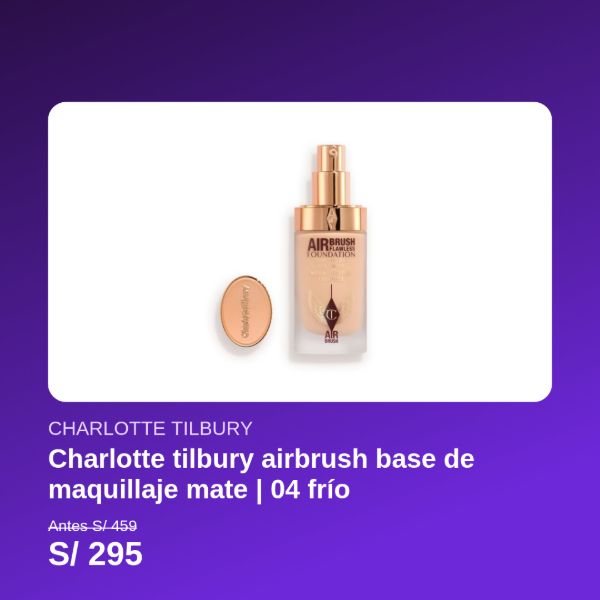 AIRBRUSH
FLAWLESS
FOUNDATION
AIR
BRUSH
CHARLOTTE TILBURY
Charlotte tilbury airbrush base de
maquillaje mate | 04 frío
Antes S/ 459
S/ 295